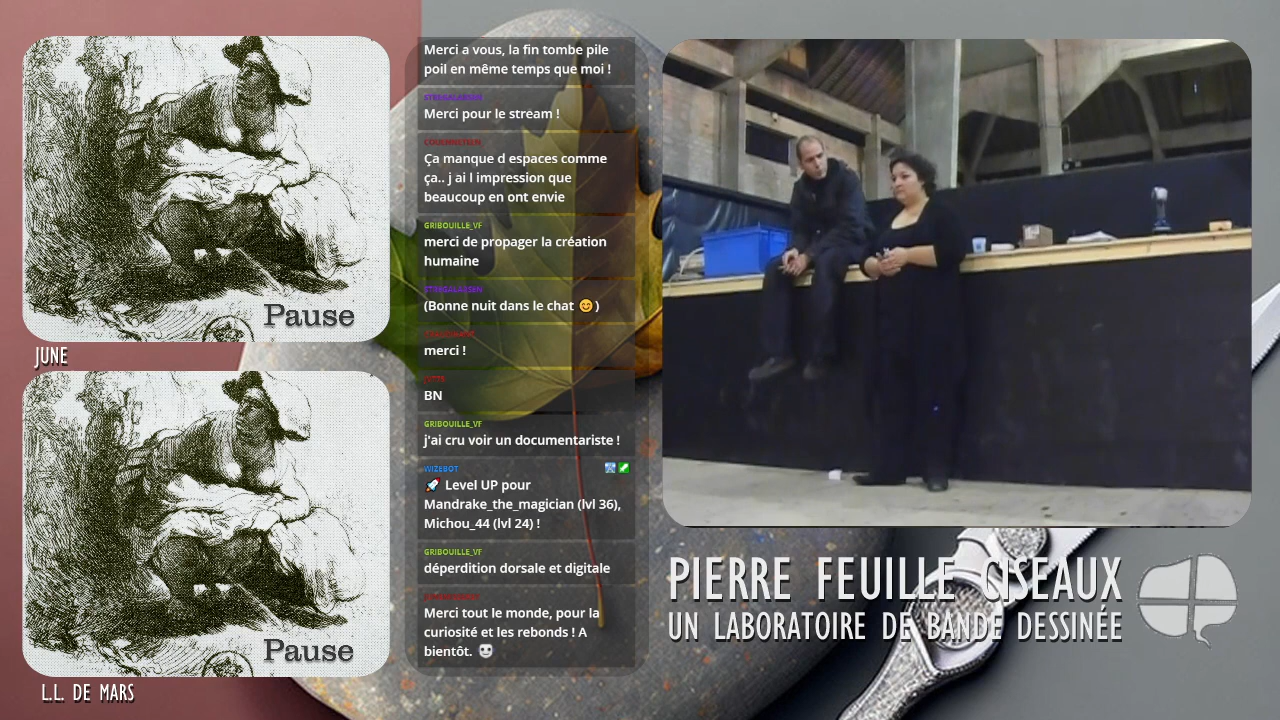 Pause
JUNE
Pause
L.L. DE MARS
Merci a vous, la fin tombe pile
poil en même temps que moi !
Merci pour le stream !
Ça manque d espaces comme
ça.. j ai l impression que
beaucoup en ont envie
GRIBOUILLE_VF
merci de propager la création
humaine
(Bonne nuit dans le chat 😊)
merci !
BN
GRIBOUILLE_VF
j'ai cru voir un documentariste !
WIZEBOT
🚀 Level UP pour
Mandrake_the_magician (lvl 36),
Michou_44 (lvl 24) !
GRIBOUILLE_VF
déperdition dorsale et digitale
Merci tout le monde, pour la
curiosité et les rebonds ! A
bientôt.
PIERRE FEUILLE CISEAUX
UN LABORATOIRE DE BANDE DESSINÉE